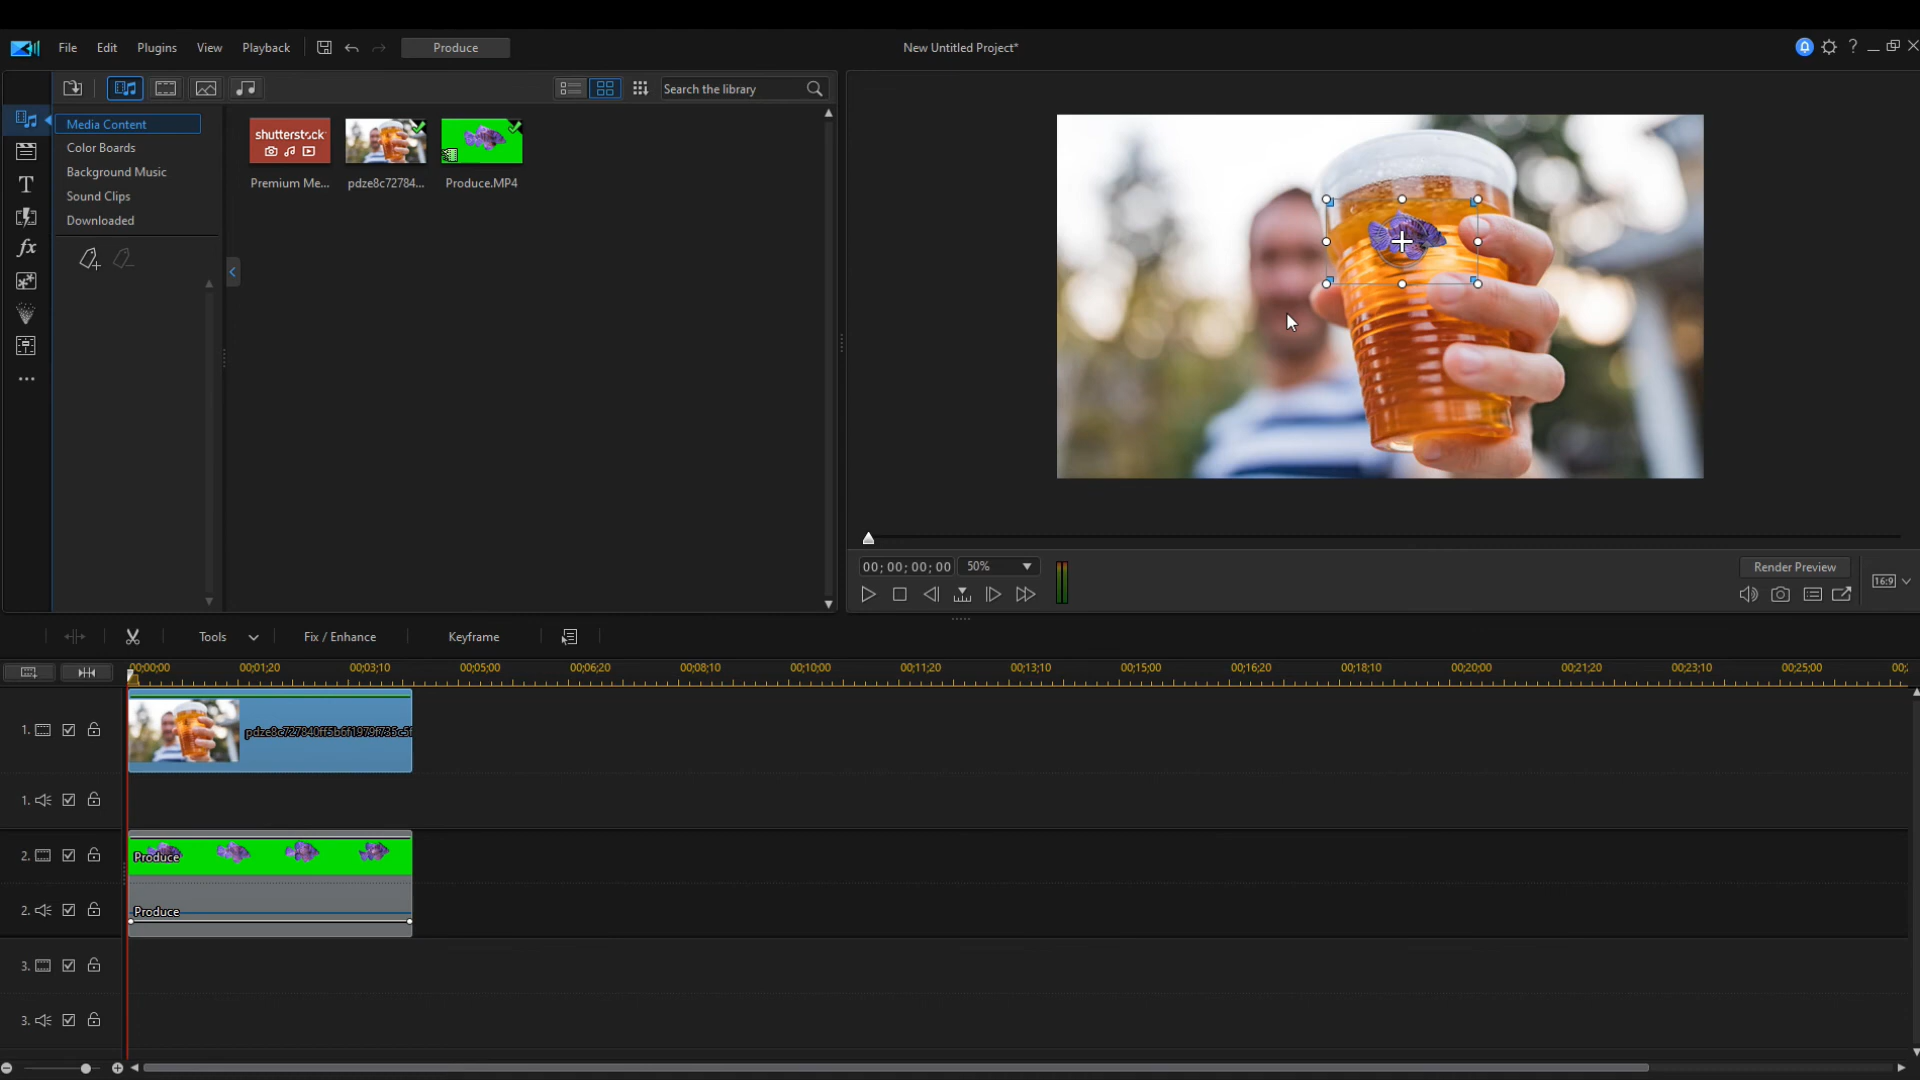 File Edit Plugins View Playback Produce New Untitled Project* ?
Search the library
Media Content
Color Boards
Background Music
Sound Clips
Downloaded
T
fx
shutterstock
Premium Me... pdze8c72784... Produce.MP4
00; 00; 00; 00 50% Render Preview
16:9
Tools Fix / Enhance Keyframe
00;00;00 00;01;20 00;03;10 00;05;00 00;06;20 00;08;10 00;10;00 00;11;20 00;13;10 00;15;00 00;16;20 00;18;10 00;20;00 00;21;20 00;23;10 00;25;00
1.
1.
2. Produce
2. Produce
3.
3.